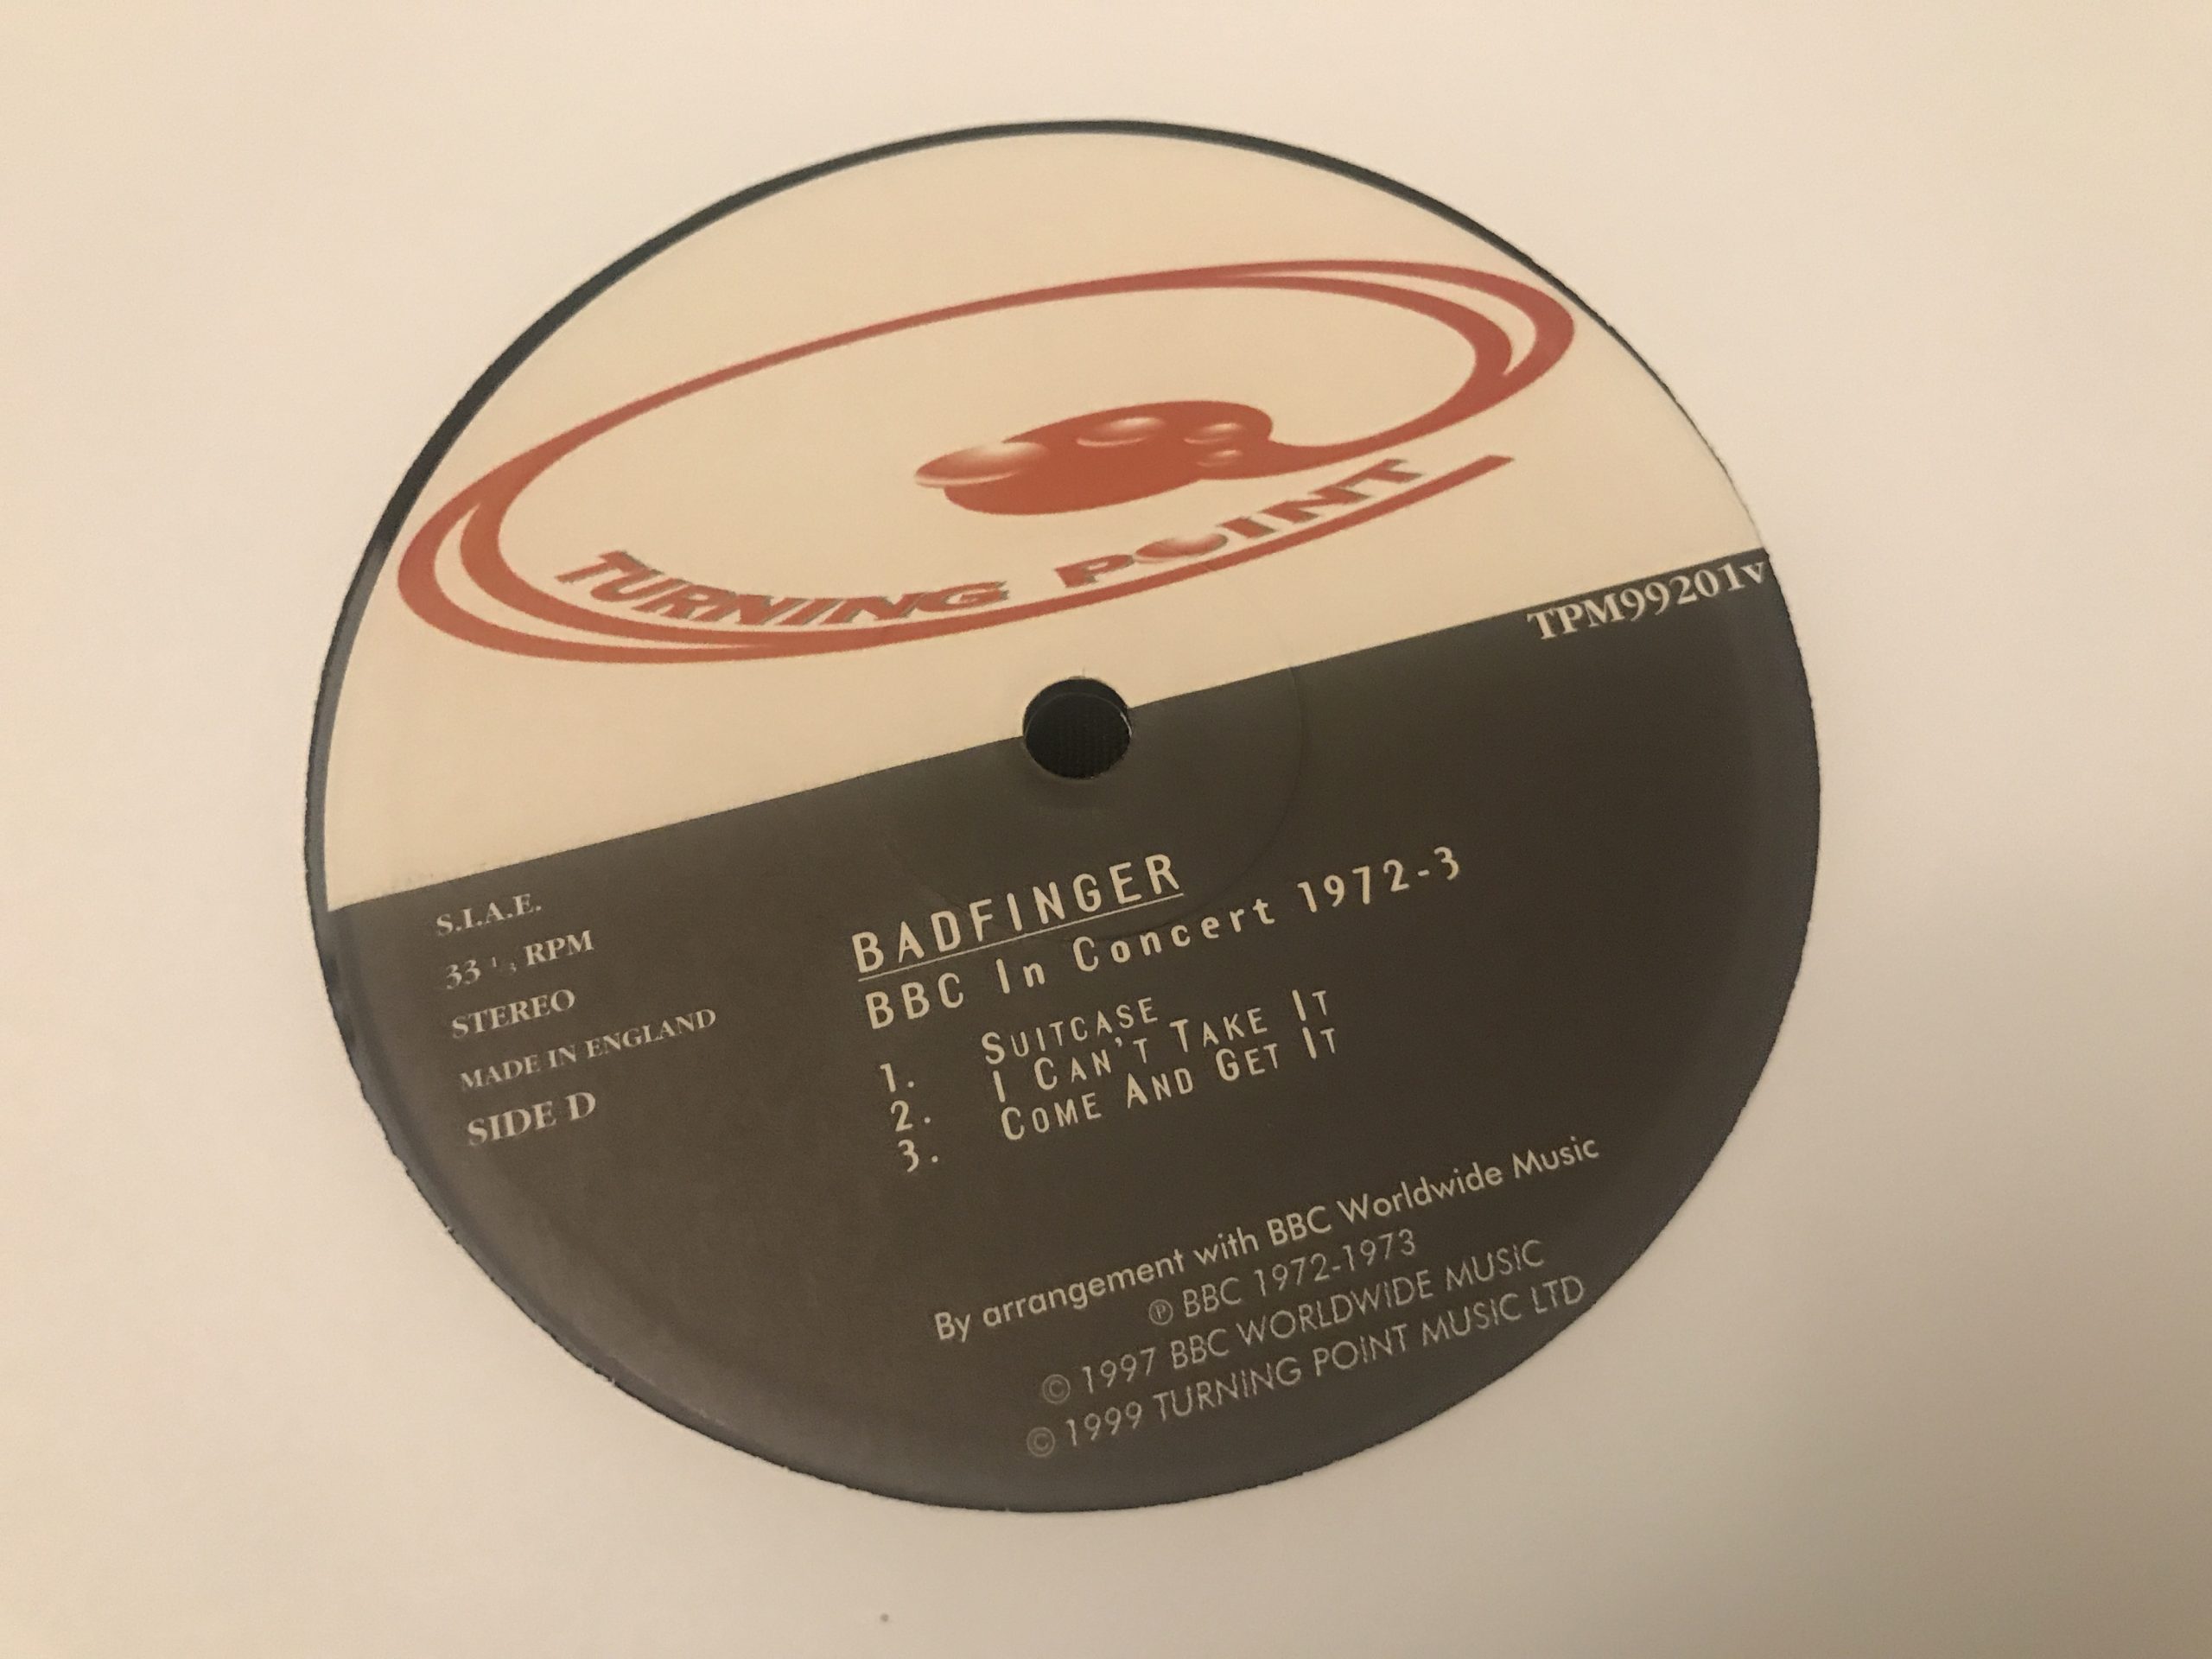 TURNING POINT
TPM99201v
S.I.A.E.
33 1/3 RPM
STEREO
MADE IN ENGLAND
SIDE D
BADFINGER
BBC In Concert 1972-3
1. SUITCASE
2. I CAN'T TAKE IT
3. COME AND GET IT
By arrangement with BBC Worldwide Music
℗ BBC 1972-1973
© 1997 BBC WORLDWIDE MUSIC
© 1999 TURNING POINT MUSIC LTD